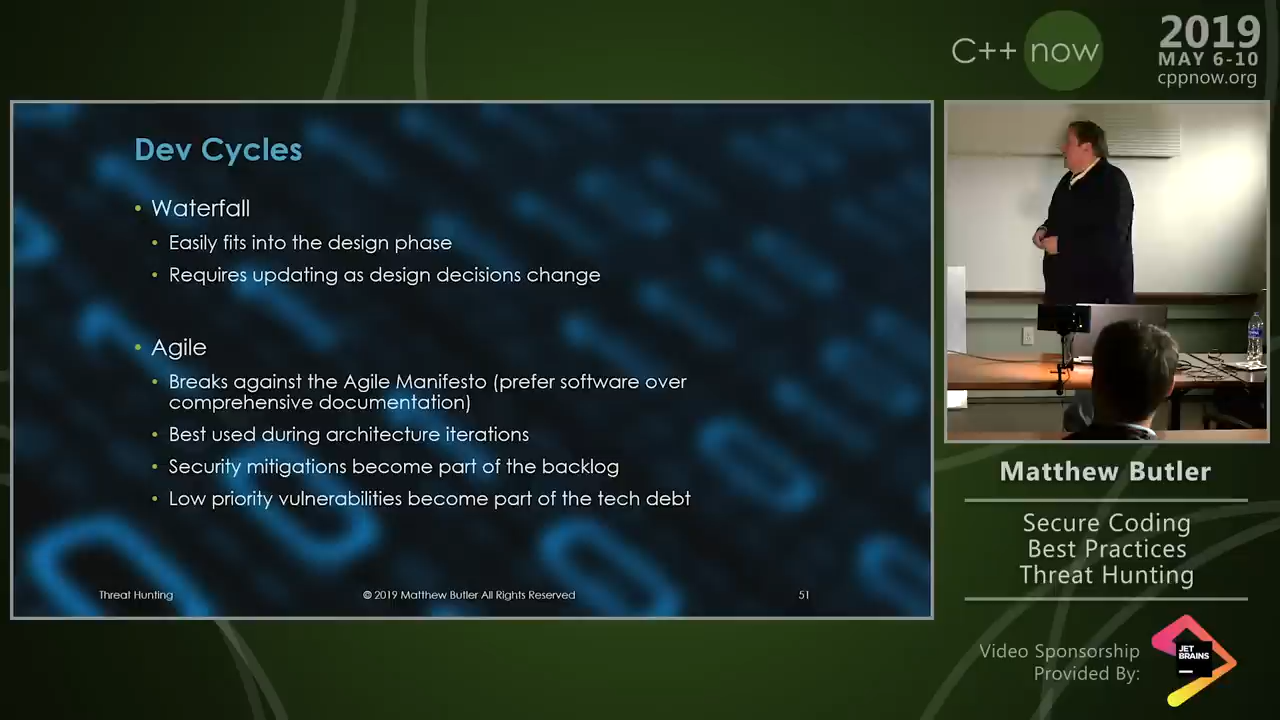 C++ now
2019
MAY 6-10
cppnow.org
Dev Cycles
• Waterfall
• Easily fits into the design phase
• Requires updating as design decisions change
• Agile
• Breaks against the Agile Manifesto (prefer software over
comprehensive documentation)
• Best used during architecture iterations
• Security mitigations become part of the backlog
• Low priority vulnerabilities become part of the tech debt
Threat Hunting
© 2019 Matthew Butler All Rights Reserved
51
Matthew Butler
Secure Coding
Best Practices
Threat Hunting
Video Sponsorship
Provided By:
JET
BRAINS